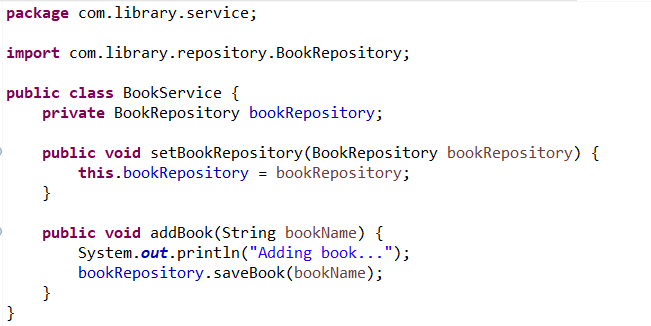 package com.library.service;
import com.library.repository.BookRepository;
public class BookService {
    private BookRepository bookRepository;
    public void setBookRepository(BookRepository bookRepository) {
        this.bookRepository = bookRepository;
    }
    public void addBook(String bookName) {
        System.out.println("Adding book...");
        bookRepository.saveBook(bookName);
    }
}